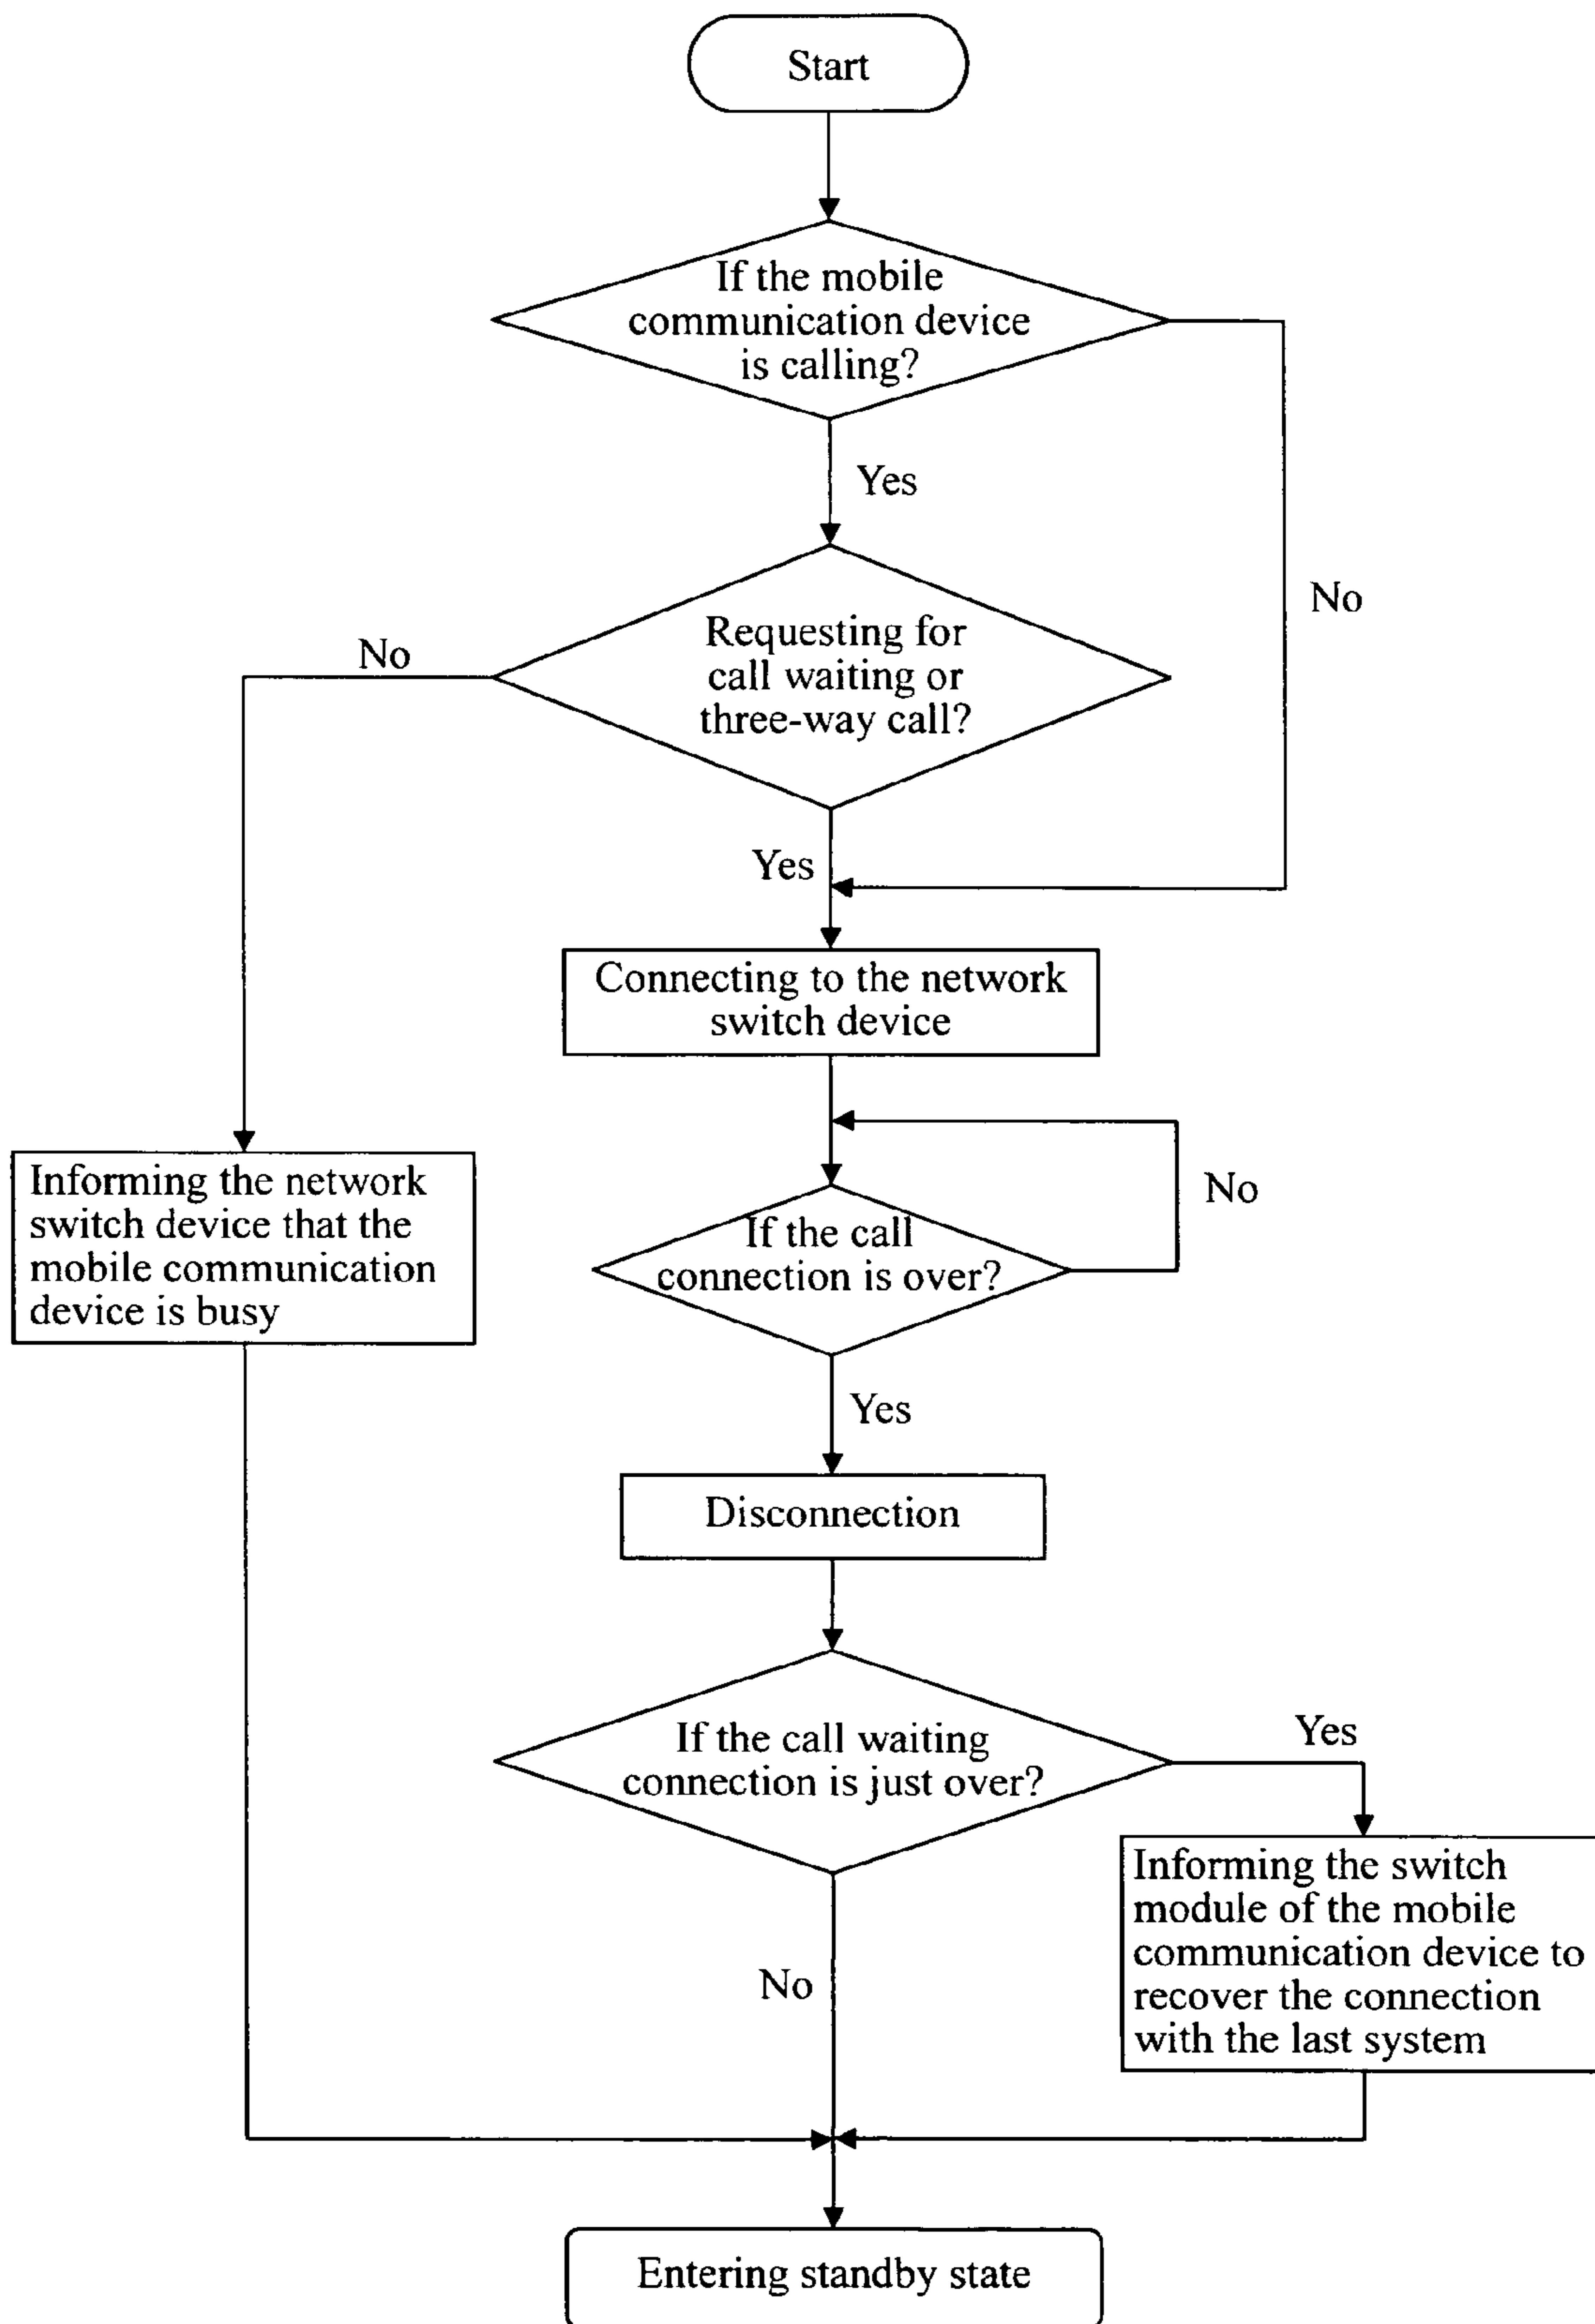 Start
If the mobile
communication device
is calling?
Yes
No
Requesting for
call waiting or
three-way call?
No
Yes
Connecting to the network
switch device
Informing the network
switch device that the
mobile communication
device is busy
If the call
connection is over?
No
Yes
Disconnection
If the call waiting
connection is just over?
Yes
Informing the switch
module of the mobile
communication device to
recover the connection
with the last system
No
Entering standby state